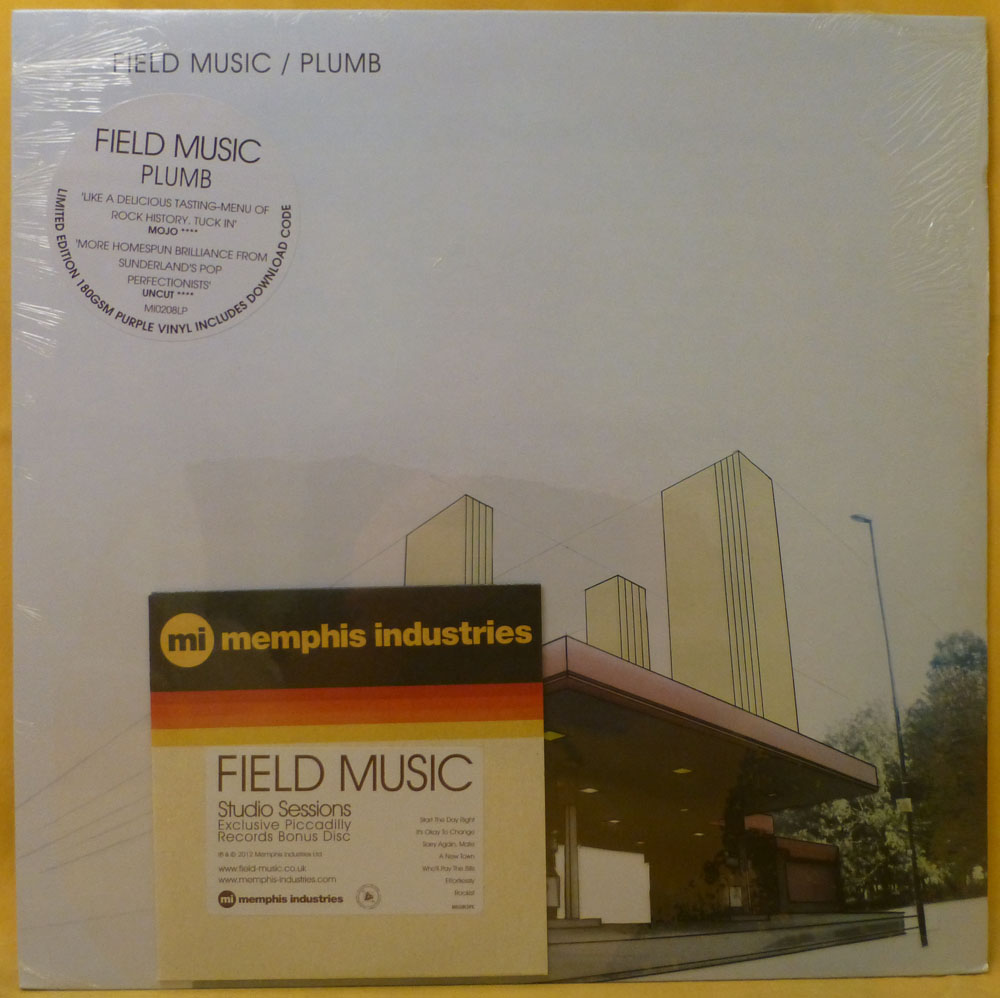 FIELD MUSIC / PLUMB
FIELD MUSIC
PLUMB
'LIKE A DELICIOUS TASTING-MENU OF
ROCK HISTORY. TUCK IN'
MOJO ****
'MORE HOMESPUN BRILLIANCE FROM
SUNDERLAND'S POP
PERFECTIONISTS'
UNCUT ****
MI0208LP
LIMITED EDITION 180GSM PURPLE VINYL INCLUDES DOWNLOAD CODE
mi memphis industries
FIELD MUSIC
Studio Sessions
Exclusive Piccadilly
Records Bonus Disc
℗ & © 2012 Memphis Industries Ltd
www.field-music.co.uk
www.memphis-industries.com
mi memphis industries
Start The Day Right
It's Okay To Change
Sorry Again, Mate
A New Town
Who'll Pay The Bills
Effortlessly
Rockist